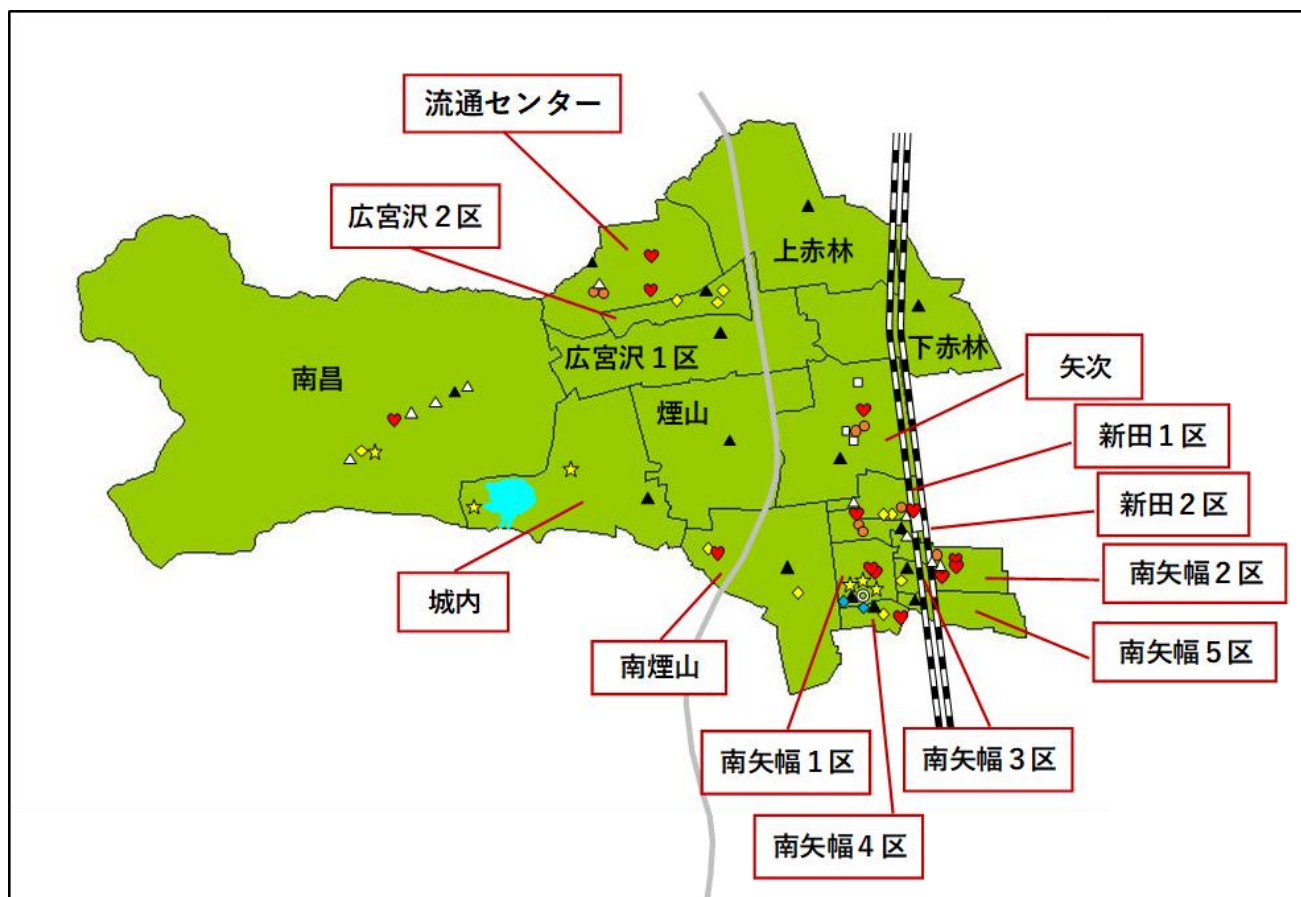 流通センター
広宮沢２区
上赤林
下赤林
矢次
広宮沢１区
南昌
煙山
新田１区
新田２区
南矢幅２区
城内
南煙山
南矢幅５区
南矢幅１区
南矢幅３区
南矢幅４区